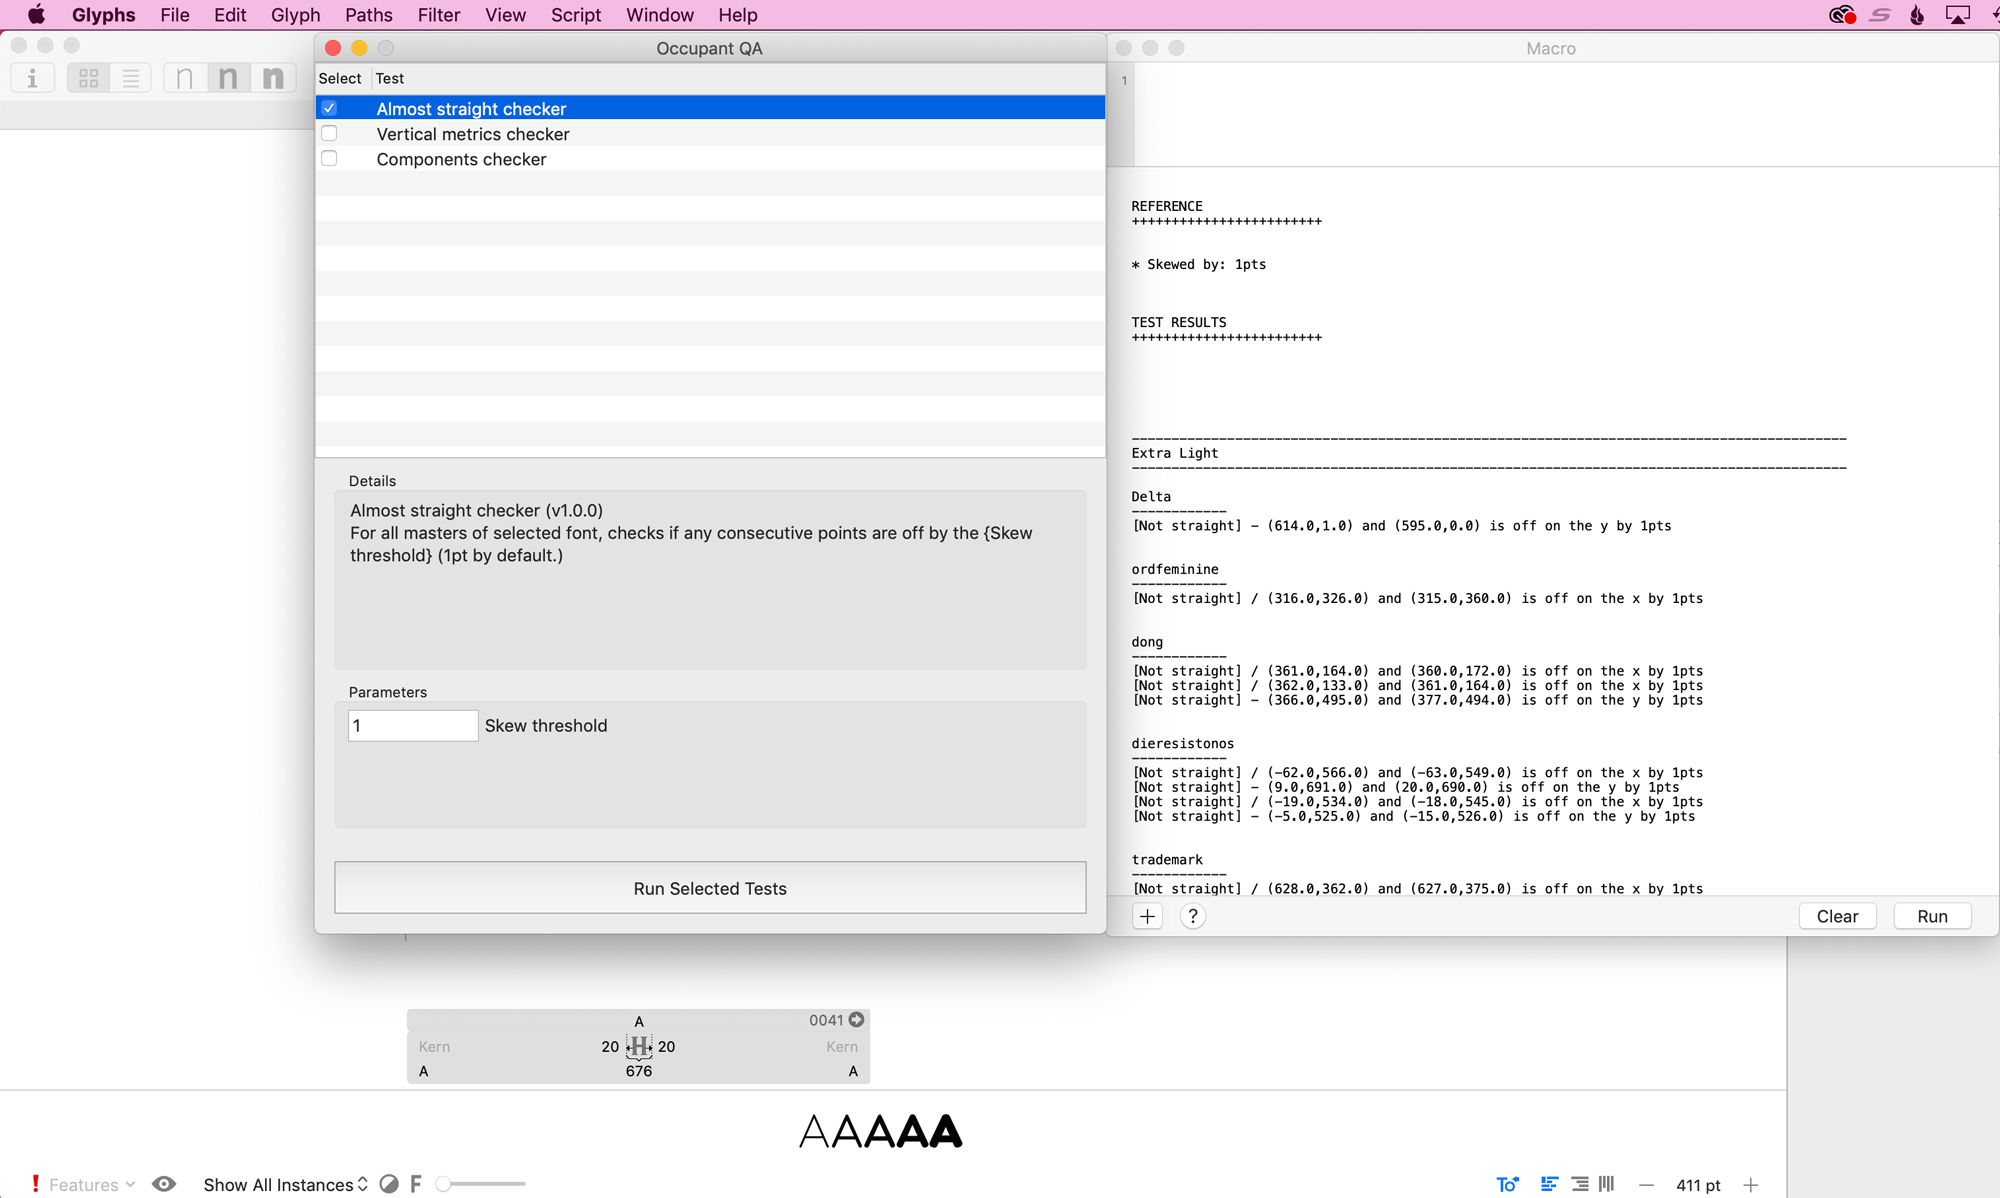 Glyphs File Edit Glyph Paths Filter View Script Window Help
Occupant QA
Macro
Select Test
Almost straight checker
Vertical metrics checker
Components checker
Details
Almost straight checker (v1.0.0)
For all masters of selected font, checks if any consecutive points are off by the {Skew
threshold} (1pt by default.)
Parameters
1 Skew threshold
Run Selected Tests
1
REFERENCE
++++++++++++++++++++++++
* Skewed by: 1pts
TEST RESULTS
++++++++++++++++++++++++
------------------------------------------------------------------------------------------
Extra Light
------------------------------------------------------------------------------------------
Delta
------------
[Not straight] - (614.0,1.0) and (595.0,0.0) is off on the y by 1pts
ordfeminine
------------
[Not straight] / (316.0,326.0) and (315.0,360.0) is off on the x by 1pts
dong
------------
[Not straight] / (361.0,164.0) and (360.0,172.0) is off on the x by 1pts
[Not straight] / (362.0,133.0) and (361.0,164.0) is off on the x by 1pts
[Not straight] - (366.0,495.0) and (377.0,494.0) is off on the y by 1pts
dieresistonos
------------
[Not straight] / (-62.0,566.0) and (-63.0,549.0) is off on the x by 1pts
[Not straight] - (9.0,691.0) and (20.0,690.0) is off on the y by 1pts
[Not straight] / (-19.0,534.0) and (-18.0,545.0) is off on the x by 1pts
[Not straight] - (-5.0,525.0) and (-15.0,526.0) is off on the y by 1pts
trademark
------------
[Not straight] / (628.0,362.0) and (627.0,375.0) is off on the x by 1pts
+ ? Clear Run
i n n n
A 0041
Kern 20 H 20 Kern
A 676 A
AAAAA
! Features Show All Instances F
To 411 pt